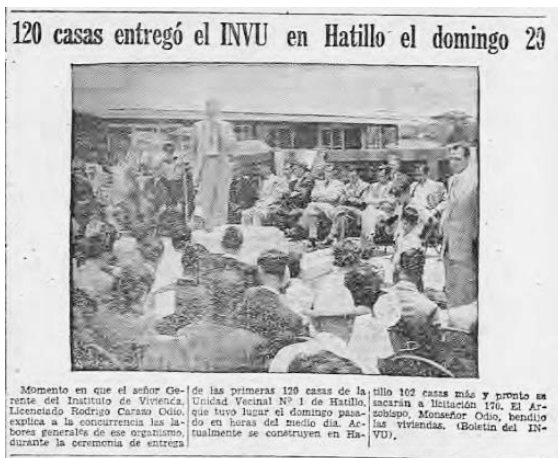 120 casas entregó el INVU en Hatillo el domingo 20
Momento en que el señor Ge-
rente del Instituto de Vivienda,
Licenciado Rodrigo Carazo Odio,
explica a la concurrencia las la-
bores generales de ese organismo,
durante la ceremonia de entrega
de las primeras 120 casas de la
Unidad Vecinal Nº 1 de Hatillo,
que tuvo lugar el domingo pasa-
do en horas del medio día. Ac-
tualmente se construyen en Ha-
tillo 102 casas más y pronto se
sacarán a licitación 170. El Ar-
zobispo, Monseñor Odio, bendijo
las viviendas. (Boletín del IN-
VU).